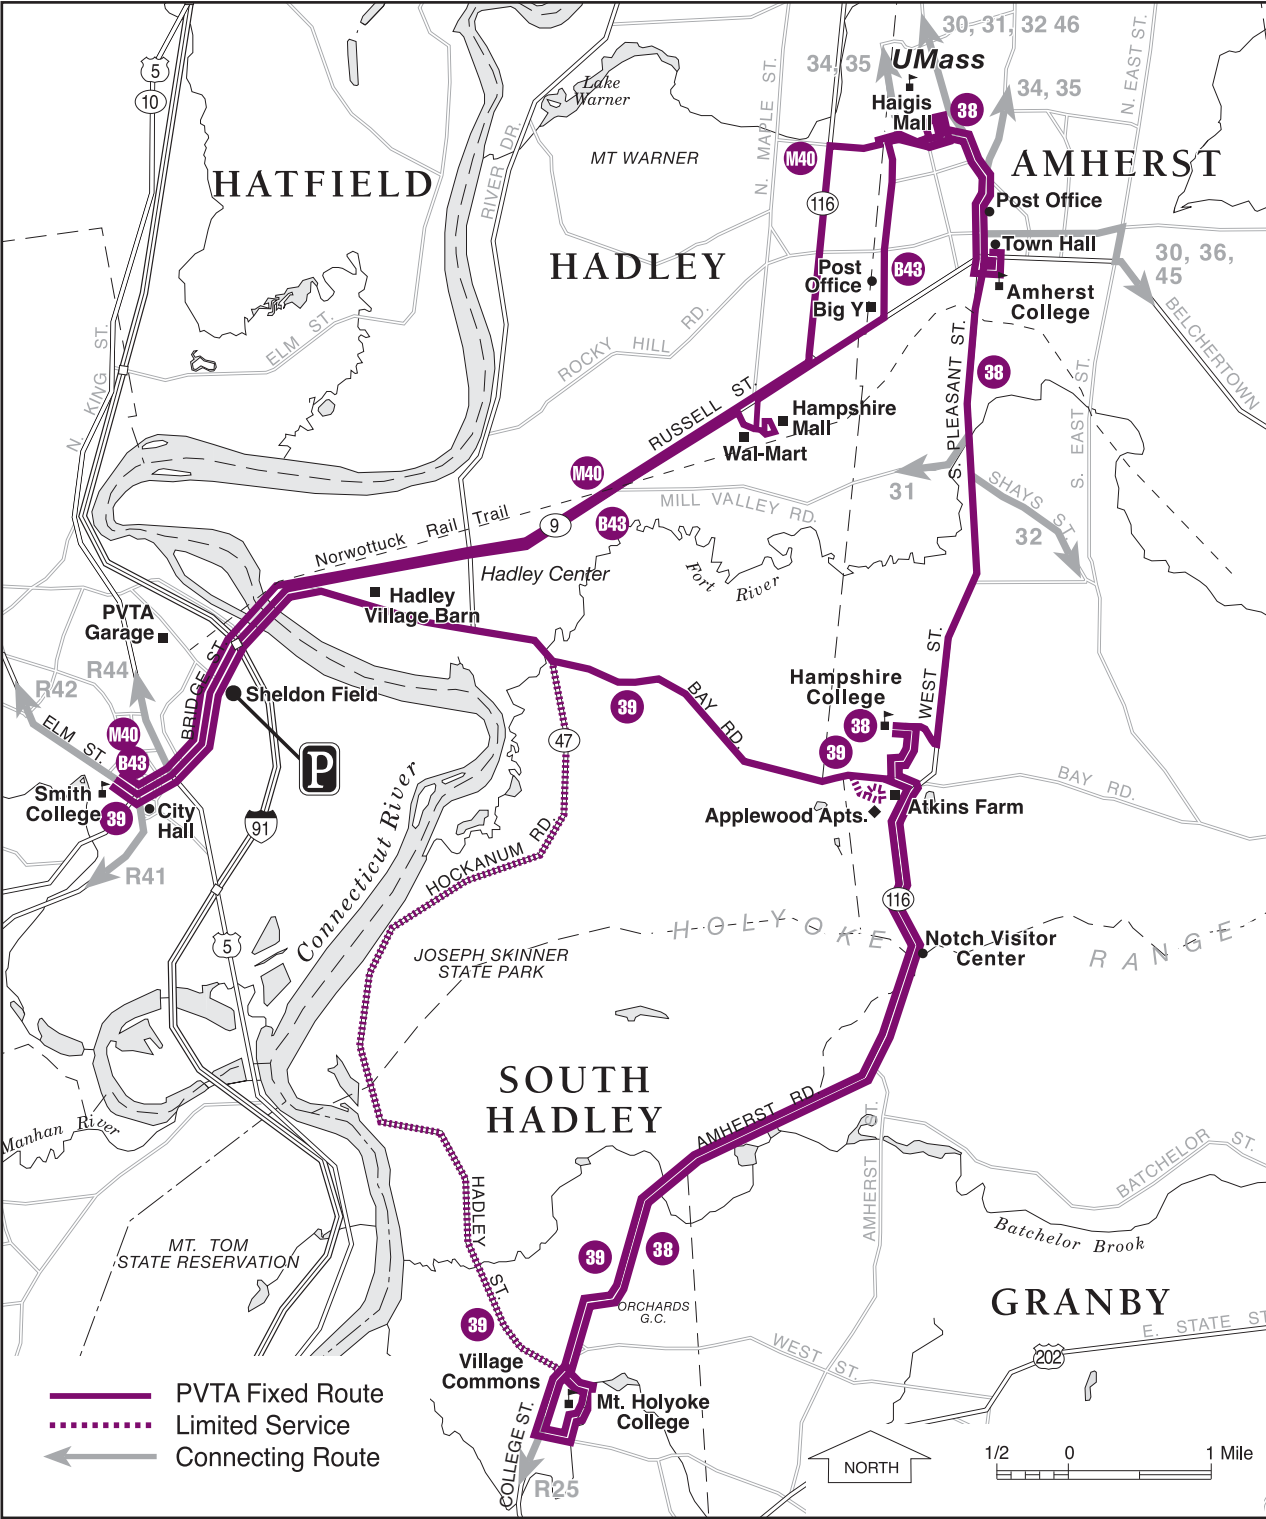 30, 31, 32 46
34, 35
UMass
5
10
Lake
Warner
Haigis
Mall
38
34, 35
N. EAST ST.
N. MAPLE ST.
RIVER DR.
MT WARNER
M40
AMHERST
HATFIELD
116
Post Office
HADLEY
Town Hall
30, 36,
45
Post
Office
B43
Big Y
Amherst
College
BELCHERTOWN
ELM ST.
N. KING ST.
ROCKY HILL RD.
S. PLEASANT ST.
38
S. EAST ST.
RUSSELL ST.
Hampshire
Mall
Wal-Mart
M40
31
MILL VALLEY RD.
SHAYS ST.
32
Norwottuck Rail Trail
9
B43
Hadley Center
Fort River
Hadley
Village Barn
PVTA
Garage
R44
R42
BRIDGE ST.
Sheldon Field
WEST ST.
Hampshire
College
39
BAY RD.
38
39
ELM ST.
M40
B43
P
47
Smith
College
39
City
Hall
91
BAY RD.
Applewood Apts.
Atkins Farm
Connecticut River
HOCKANUM RD.
R41
116
5
HOLYOKE RANGE
Notch Visitor
Center
JOSEPH SKINNER
STATE PARK
SOUTH
HADLEY
Manhan River
AMHERST RD.
AMHERST ST.
BATCHELOR ST.
HADLEY ST.
Batchelor Brook
MT. TOM
STATE RESERVATION
39
38
ORCHARDS
G.C.
GRANBY
E. STATE ST
39
WEST ST.
202
Village
Commons
Mt. Holyoke
College
COLLEGE ST.
R25
PVTA Fixed Route
Limited Service
Connecting Route
NORTH
1/2 0 1 Mile